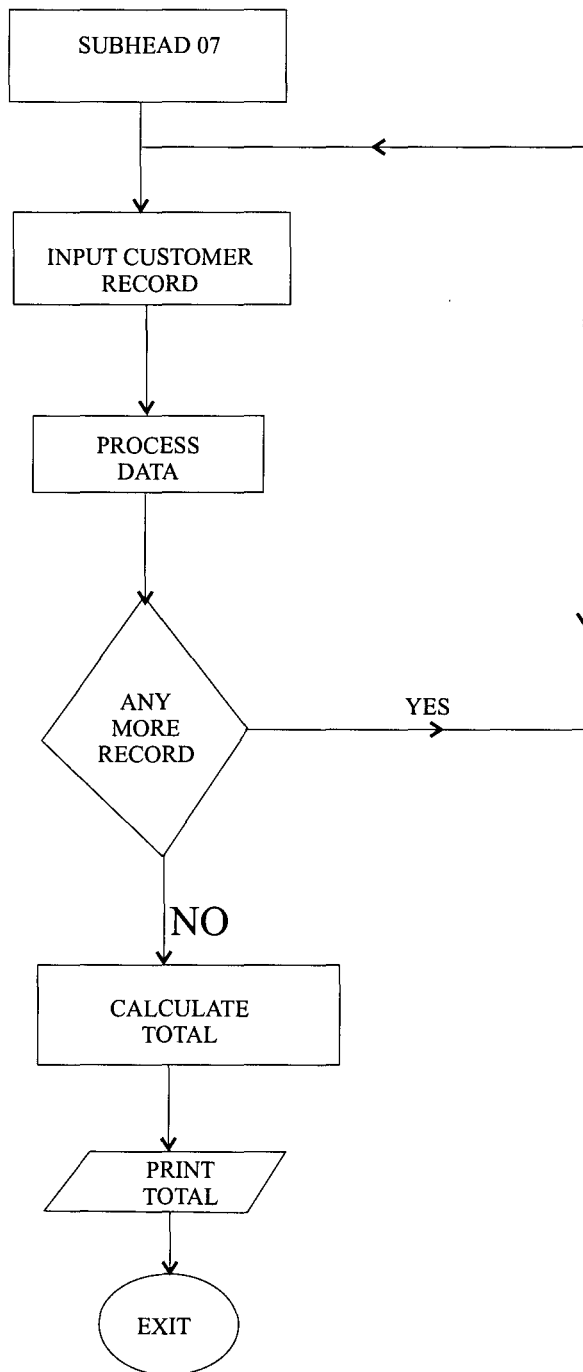 SUBHEAD 07
INPUT CUSTOMER
RECORD
PROCESS
DATA
ANY
MORE
RECORD
YES
NO
CALCULATE
TOTAL
PRINT
TOTAL
EXIT